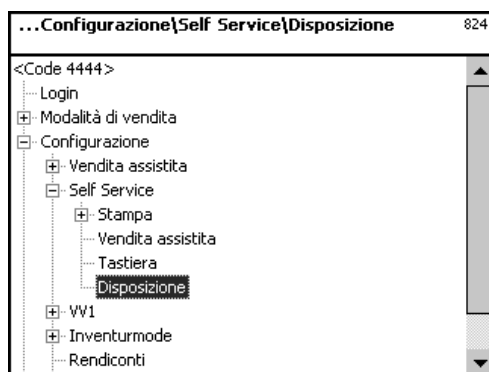 ...Configurazione\Self Service\Disposizione 824
<Code 4444>
Login
Modalità di vendita
Configurazione
Vendita assistita
Self Service
Stampa
Vendita assistita
Tastiera
Disposizione
VV1
Inventurmode
Rendiconti